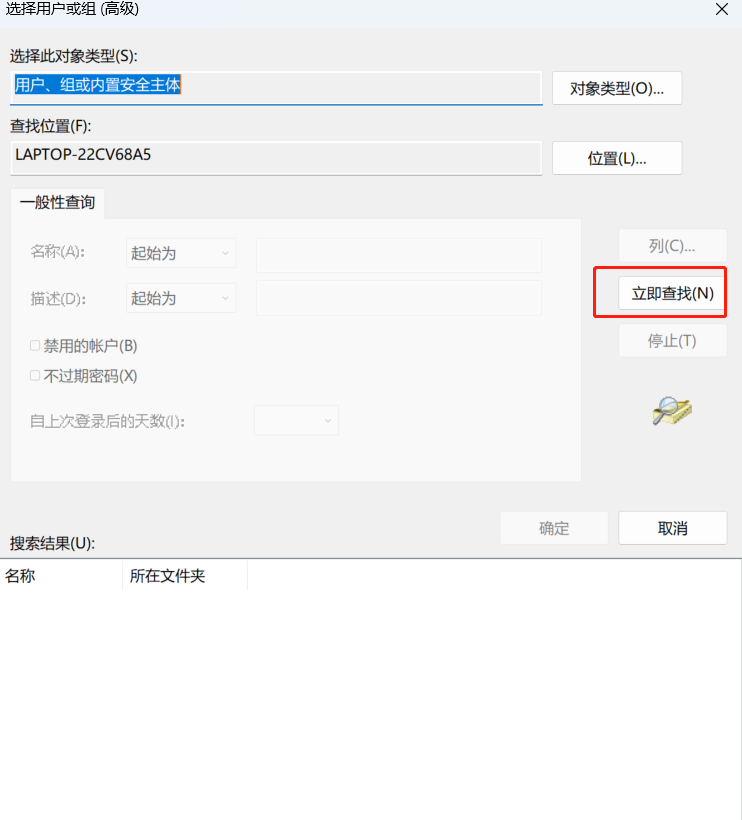 选择用户或组 (高级)
选择此对象类型(S):
用户、组或内置安全主体
对象类型(O)...
查找位置(F):
LAPTOP-22CV68A5
位置(L)...
一般性查询
名称(A):
起始为
列(C)...
描述(D):
起始为
立即查找(N)
停止(T)
禁用的帐户(B)
不过期密码(X)
自上次登录后的天数(I):
确定
取消
搜索结果(U):
名称
所在文件夹